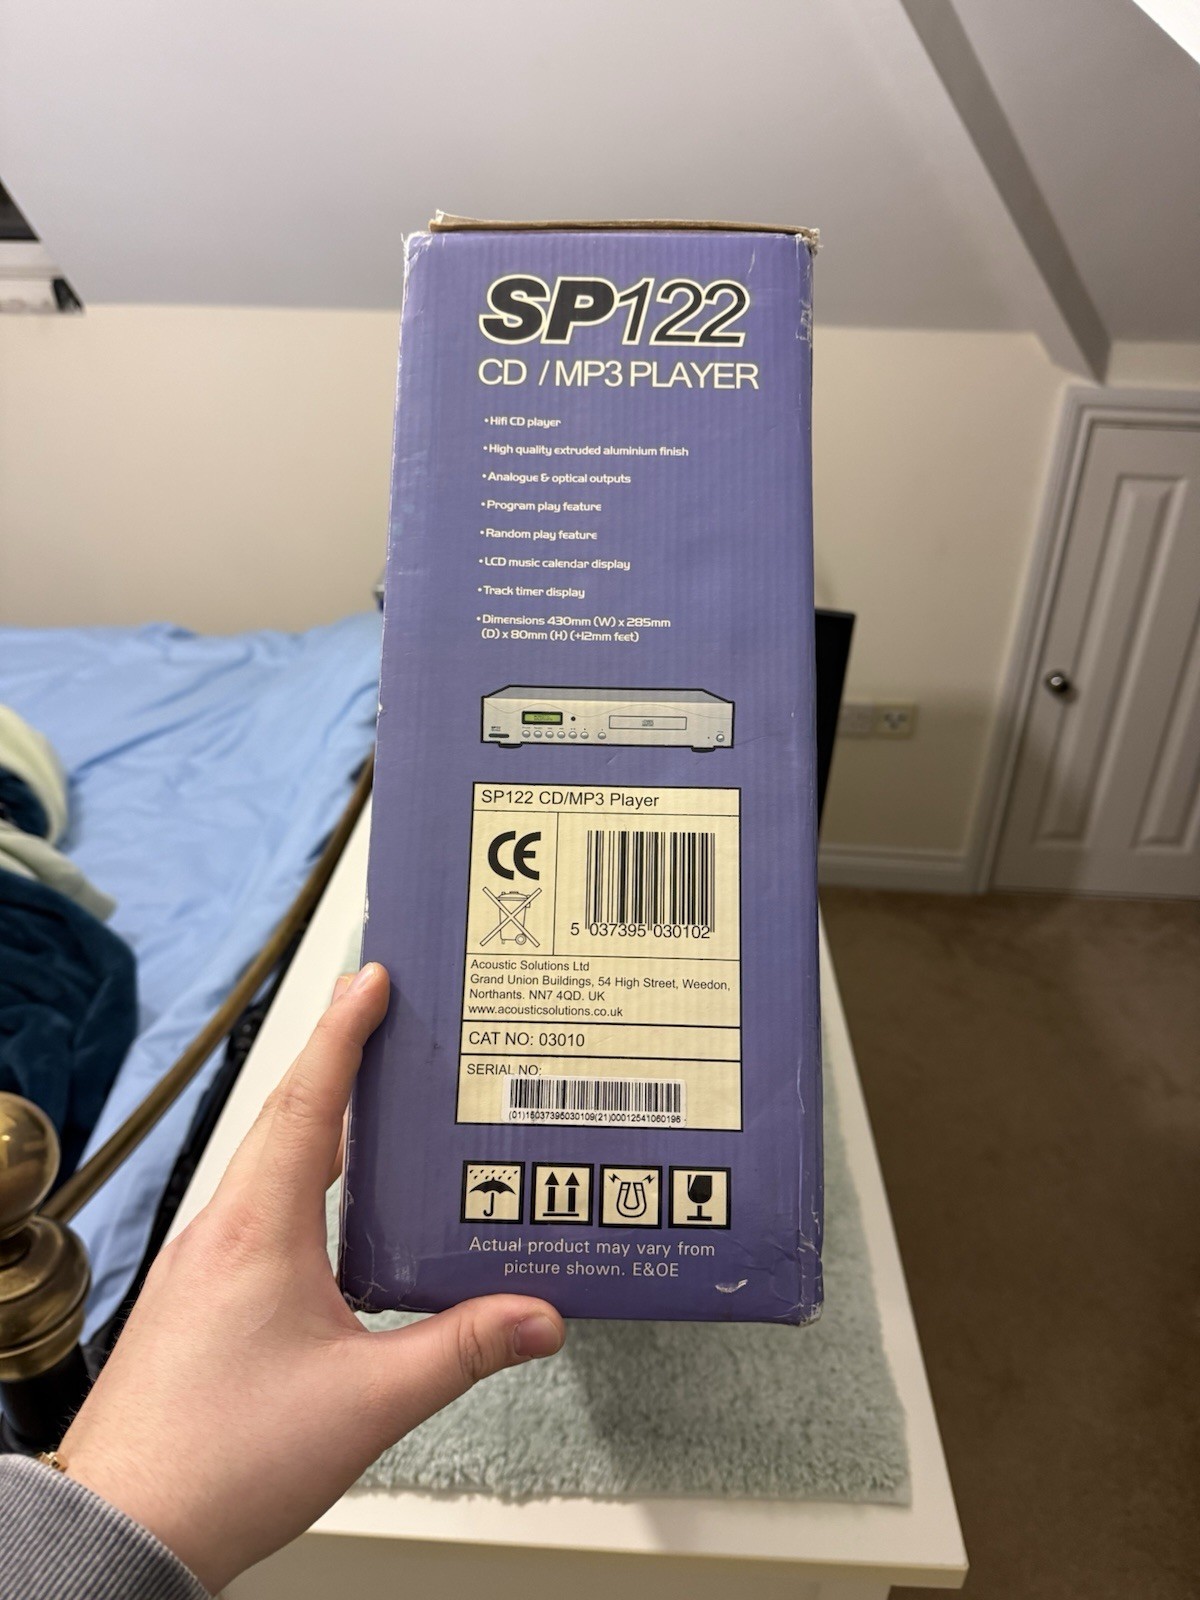 SP122
CD / MP3 PLAYER
• Hifi CD player
• High quality extruded aluminium finish
• Analogue & optical outputs
• Program play feature
• Random play feature
• LCD music calendar display
• Track timer display
• Dimensions 430mm (W) x 285mm
(D) x 80mm (H) (+12mm feet)
SP122 CD/MP3 Player
CE
5 037395 030102
Acoustic Solutions Ltd
Grand Union Buildings, 54 High Street, Weedon,
Northants. NN7 4QD. UK
www.acousticsolutions.co.uk
CAT NO: 03010
SERIAL NO:
(01)15037395030109(21)00012541060196
Actual product may vary from
picture shown. E&OE